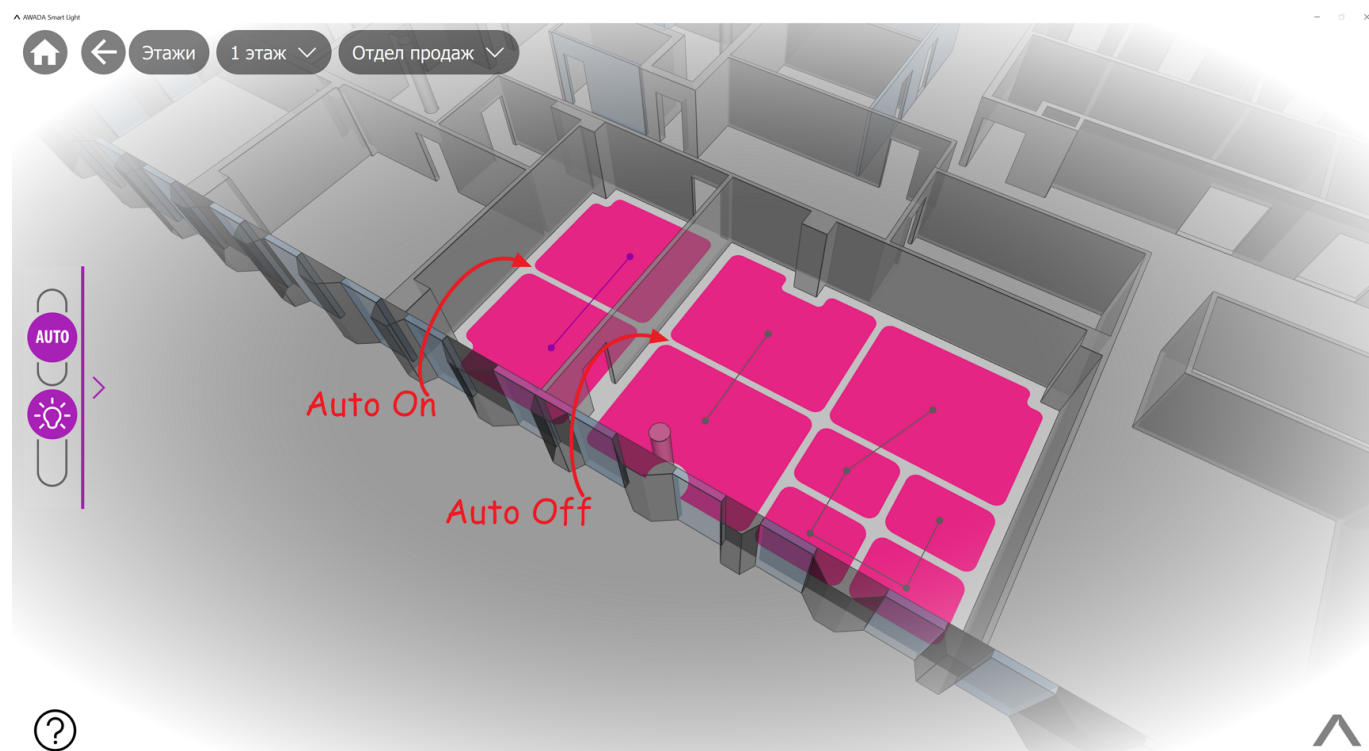 AWADA Smart Light
Этажи
1 этаж
Отдел продаж
AUTO
Auto On
Auto Off
?